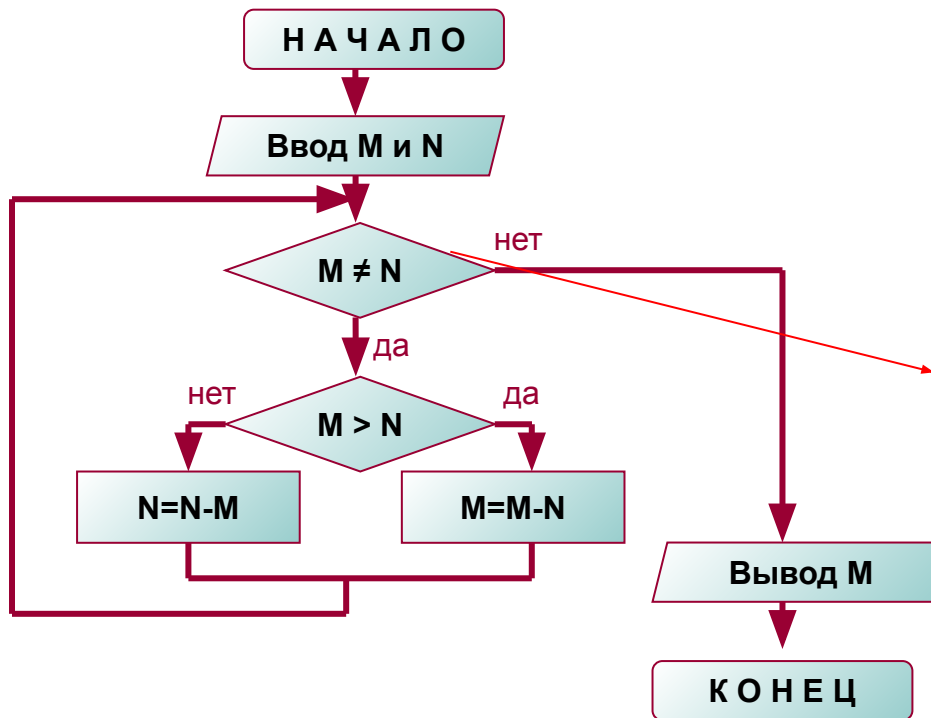 Н А Ч А Л О
Ввод M и N
нет
M ≠ N
да
нет
да
M > N
N=N-M
M=M-N
Вывод M
К О Н Е Ц